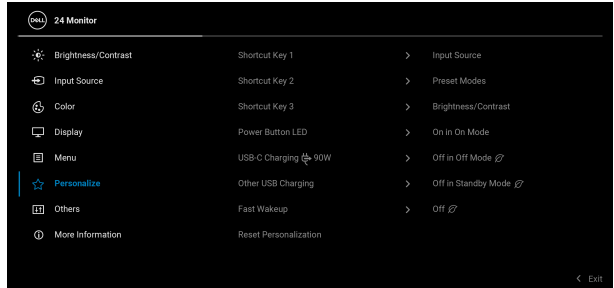 DELL 24 Monitor
Brightness/Contrast Shortcut Key 1 > Input Source
Input Source Shortcut Key 2 > Preset Modes
Color Shortcut Key 3 > Brightness/Contrast
Display Power Button LED > On in On Mode
Menu USB-C Charging 90W > Off in Off Mode
Personalize Other USB Charging > Off in Standby Mode
Others Fast Wakeup > Off
More Information Reset Personalization
< Exit